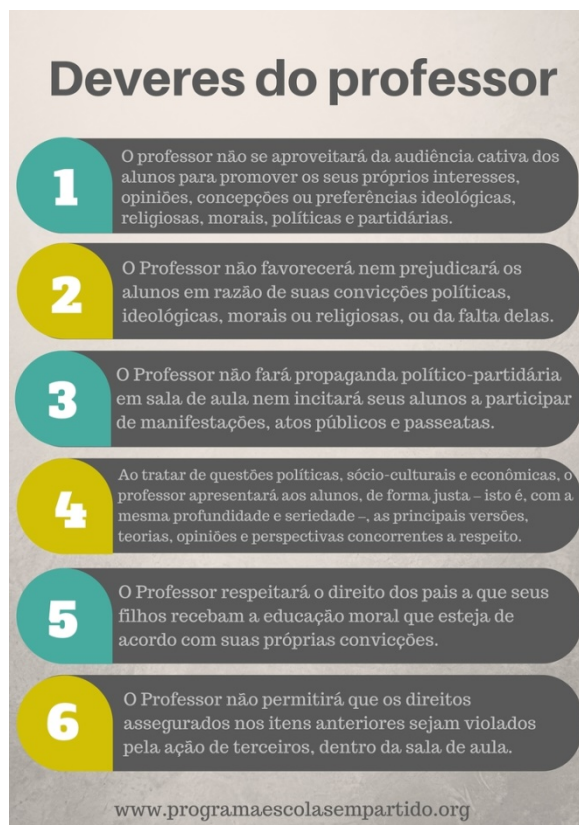 Deveres do professor
1
O professor não se aproveitará da audiência cativa dos
alunos para promover os seus próprios interesses,
opiniões, concepções ou preferências ideológicas,
religiosas, morais, políticas e partidárias.
2
O Professor não favorecerá nem prejudicará os
alunos em razão de suas convicções políticas,
ideológicas, morais ou religiosas, ou da falta delas.
3
O Professor não fará propaganda político-partidária
em sala de aula nem incitará seus alunos a participar
de manifestações, atos públicos e passeatas.
4
Ao tratar de questões políticas, sócio-culturais e econômicas, o
professor apresentará aos alunos, de forma justa – isto é, com a
mesma profundidade e seriedade –, as principais versões,
teorias, opiniões e perspectivas concorrentes a respeito.
5
O Professor respeitará o direito dos pais a que seus
filhos recebam a educação moral que esteja de
acordo com suas próprias convicções.
6
O Professor não permitirá que os direitos
assegurados nos itens anteriores sejam violados
pela ação de terceiros, dentro da sala de aula.
www.programaescolasempartido.org